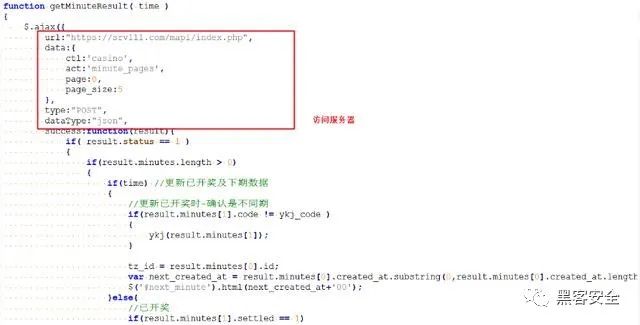 function getMinuteResult( time )
{
$.ajax({
url:"https://srv111.com/mapi/index.php",
data:{
ctl:'casino',
act:'minute_pages',
page:0,
page_size:5
},
type:"POST",
dataType:"json",
访问服务器
success:function(result){
if( result.status == 1 )
{
if(result.minutes.length > 0)
{
if(time) //更新已开奖及下期数据
{
//更新已开奖时-确认是不同期
if(result.minutes[1].code != ykj_code )
{
ykj(result.minutes[1]);
}
tz_id = result.minutes[0].id;
var next_created_at = result.minutes[0].created_at.substring(0,result.minutes[0].created_at.length
$('#next_minute').html(next_created_at+'00');
}else{
//已开奖
if(result.minutes[1].settled == 1)
黑客安全